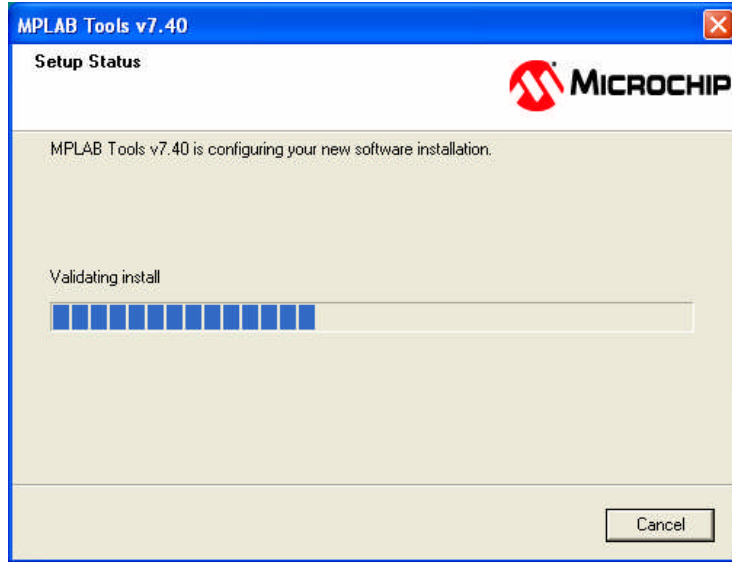 MPLAB Tools v7.40
Setup Status
MICROCHIP
MPLAB Tools v7.40 is configuring your new software installation.
Validating install
Cancel